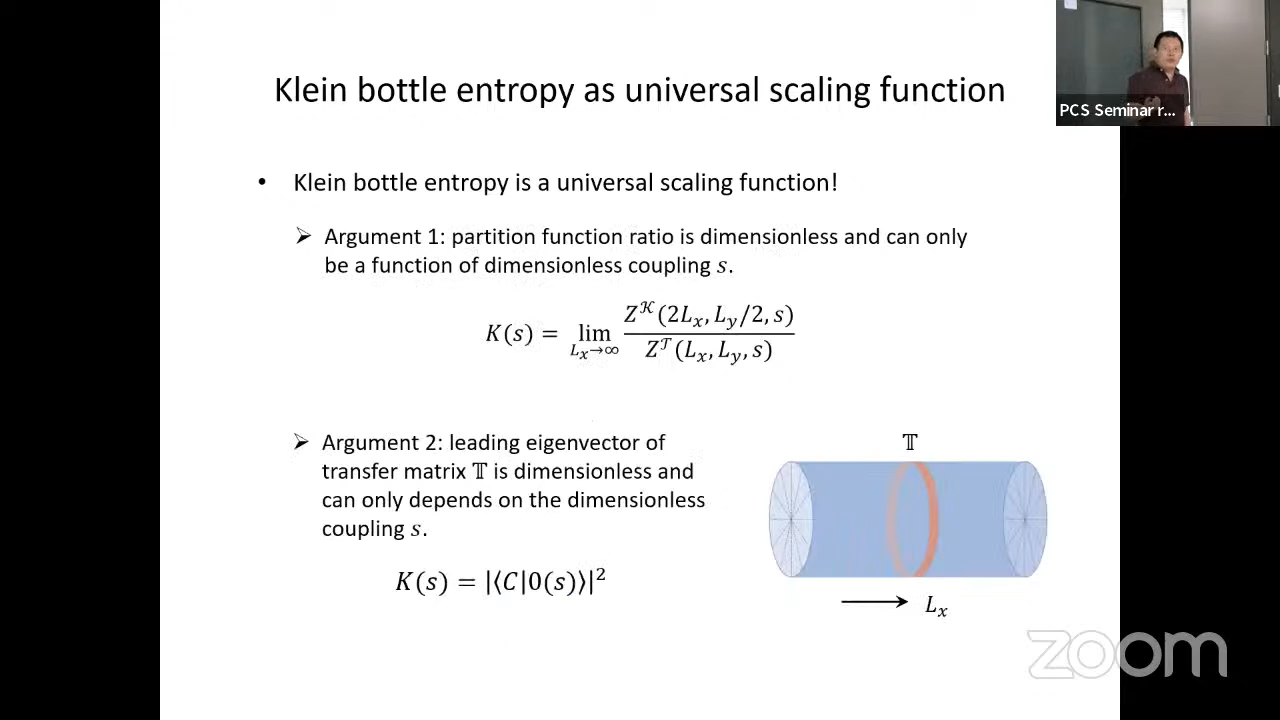 Klein bottle entropy as universal scaling function
PCS Seminar r...
• Klein bottle entropy is a universal scaling function!
➢ Argument 1: partition function ratio is dimensionless and can only
be a function of dimensionless coupling s.
K(s) = lim_{L_x→∞} Z^𝒦(2L_x, L_y/2, s) / Z^𝒯(L_x, L_y, s)
➢ Argument 2: leading eigenvector of
transfer matrix 𝕋 is dimensionless and
can only depends on the dimensionless
coupling s.
K(s) = |⟨C|0(s)⟩|²
𝕋
L_x
zoom